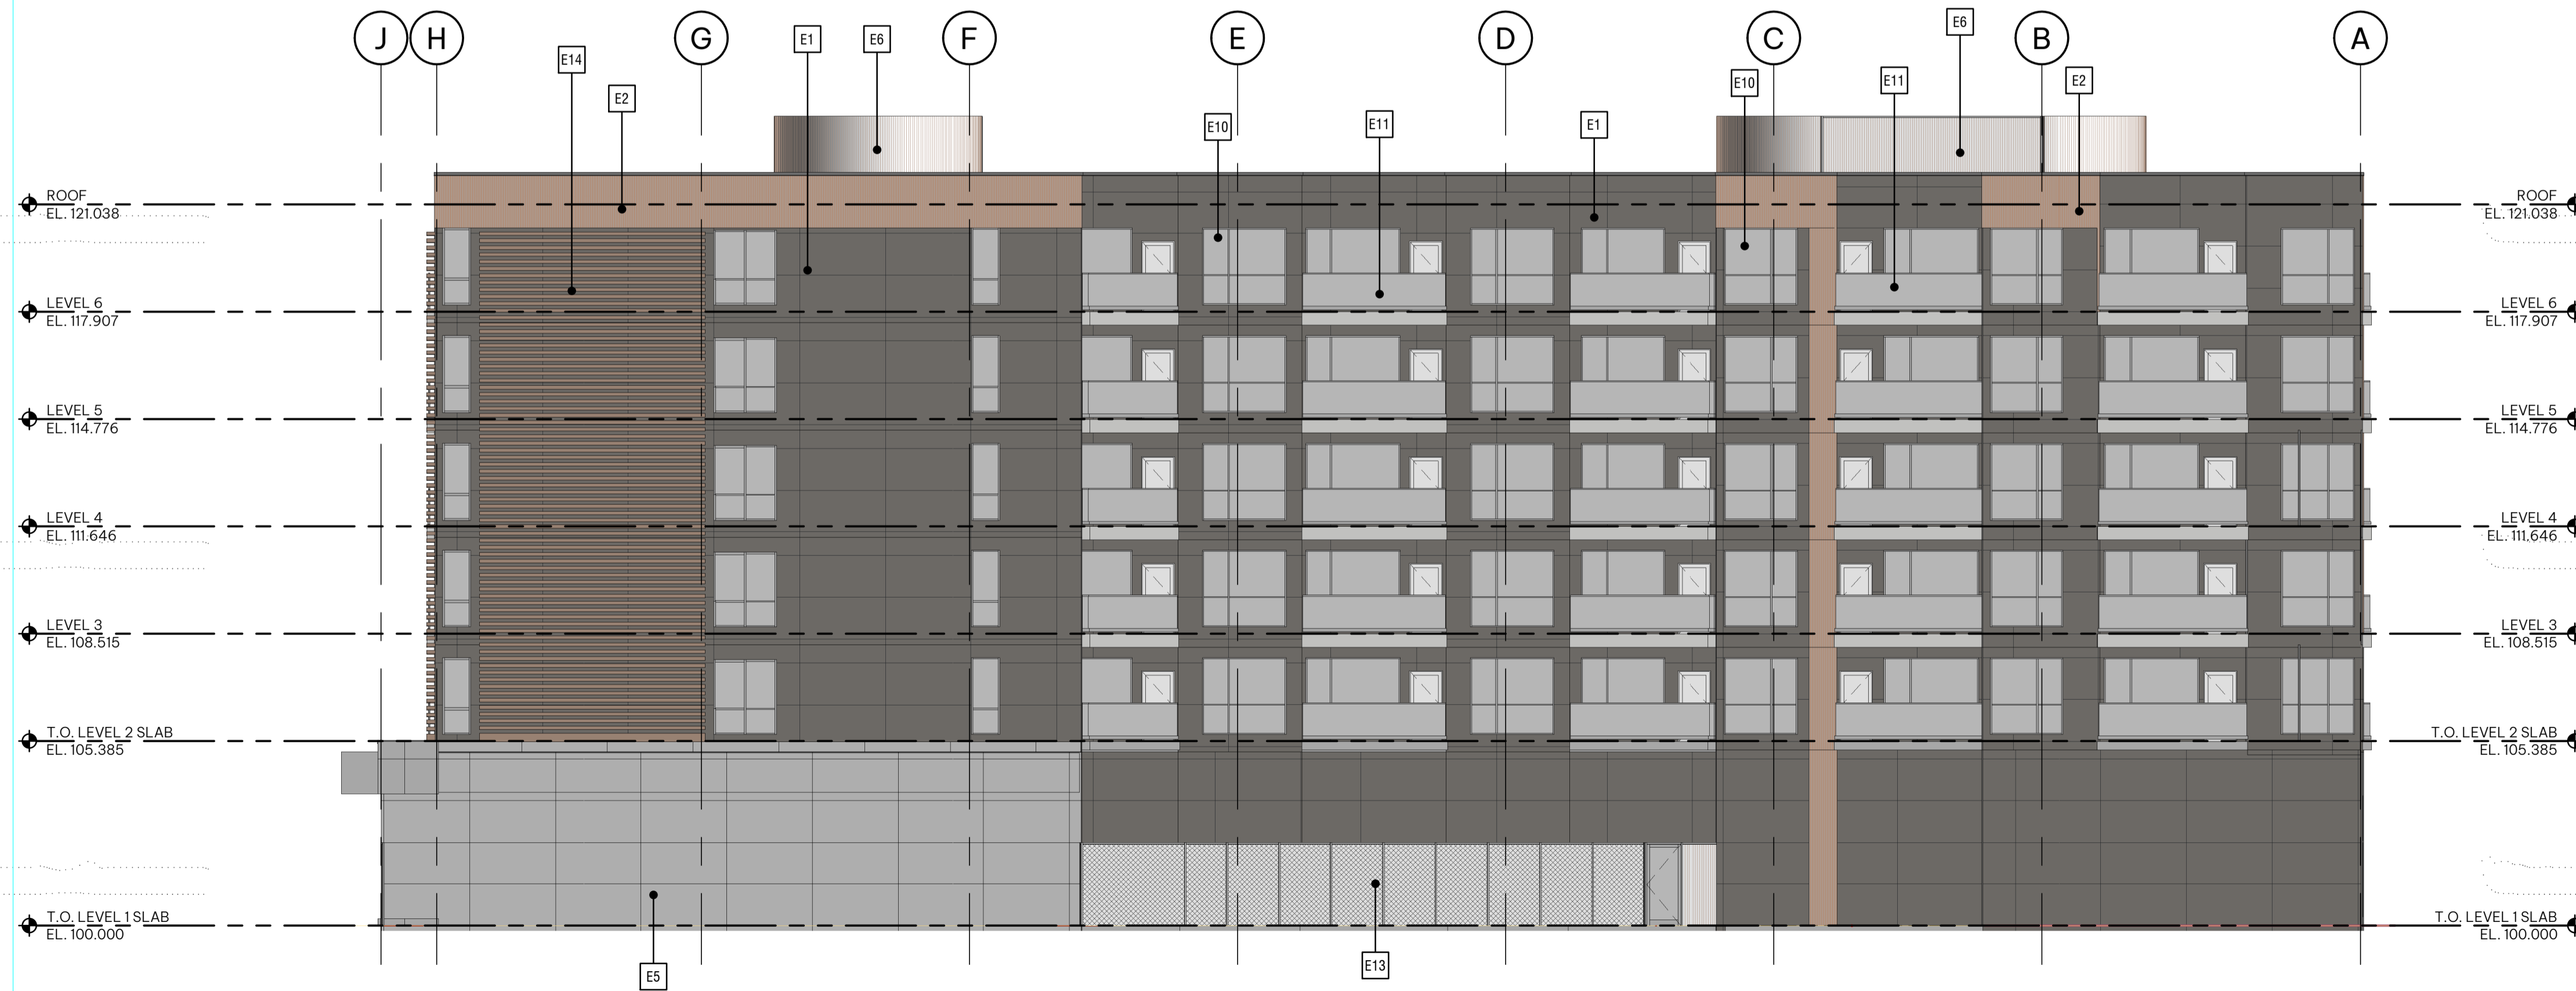 J H G F E D C B A
E6
E1 E6
E14
E11
E10
E2
E2
E11
E1
E10
ROOF
EL. 121.038
ROOF
EL. 121.038
LEVEL 6
EL. 117.907
LEVEL 6
EL. 117.907
LEVEL 5
EL. 114.776
LEVEL 5
EL. 114.776
LEVEL 4
EL. 111.646
LEVEL 4
EL. 111.646
LEVEL 3
EL. 108.515
LEVEL 3
EL. 108.515
T.O. LEVEL 2 SLAB
EL. 105.385
T.O. LEVEL 2 SLAB
EL. 105.385
T.O. LEVEL 1 SLAB
EL. 100.000
T.O. LEVEL 1 SLAB
EL. 100.000
E13
E5